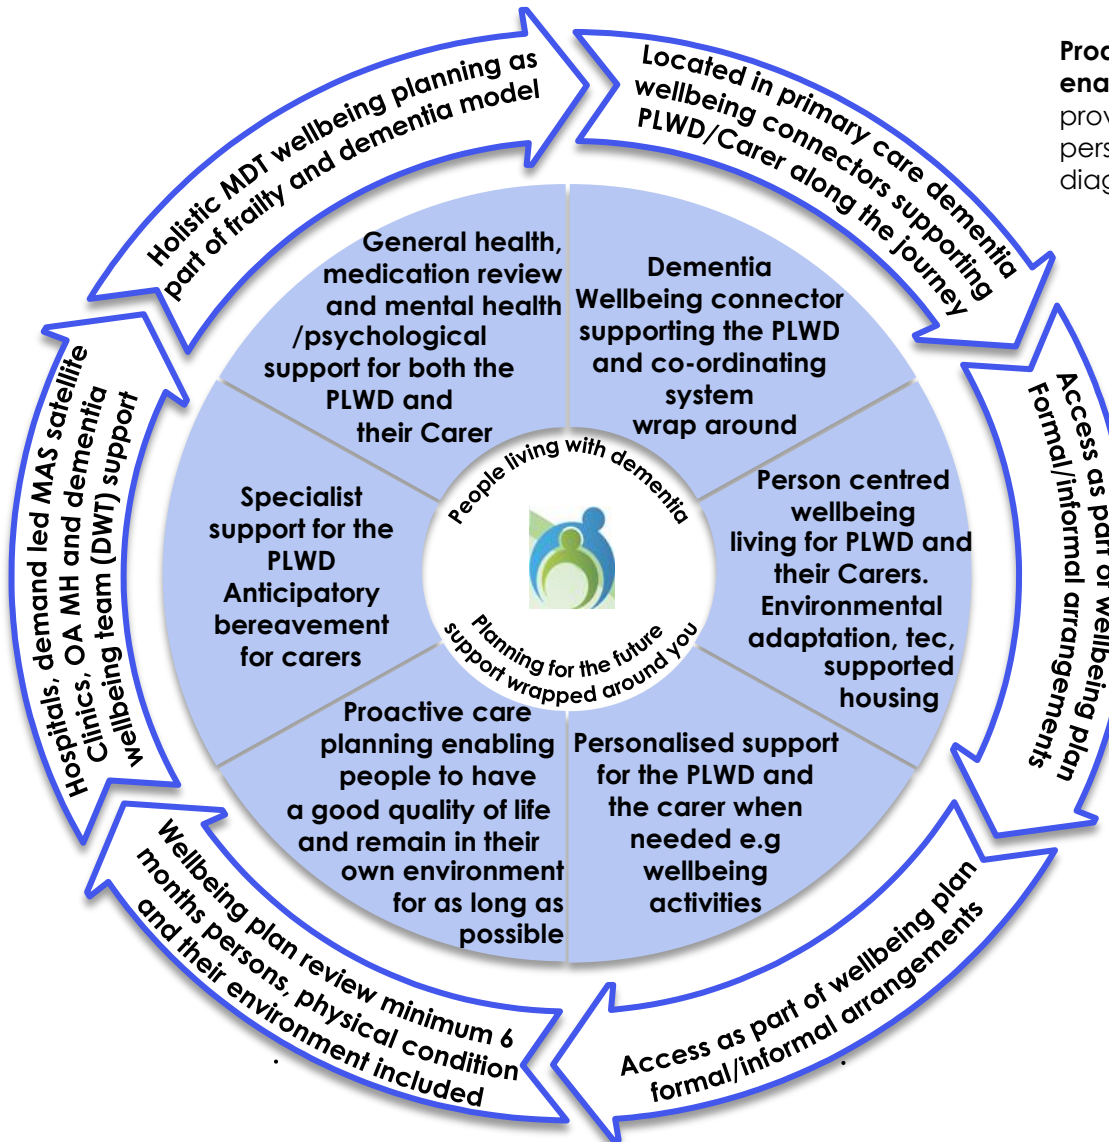 Holistic MDT wellbeing planning as
part of frailty and dementia model
Located in primary care dementia
wellbeing connectors supporting
PLWD/Carer along the journey
Access as part of wellbeing plan
Formal/informal arrangements
Access as part of wellbeing plan
formal/informal arrangements
Wellbeing plan review minimum 6
months persons, physical condition
and their environment included
.
.
Hospitals, demand led MAS satellite
Clinics, OA MH and dementia
wellbeing team (DWT) support
General health,
medication review
and mental health
/psychological
support for both the
PLWD and
their Carer
Dementia
Wellbeing connector
supporting the PLWD
and co-ordinating
system
wrap around
Person centred
wellbeing
living for PLWD and
their Carers.
Environmental
adaptation, tec,
supported
housing
Personalised support
for the PLWD and
the carer when
needed e.g
wellbeing
activities
Proactive care
planning enabling
people to have
a good quality of life
and remain in their
own environment
for as long as
possible
Specialist
support for the
PLWD
Anticipatory
bereavement
for carers
People living with dementia
Planning for the future
support wrapped around you